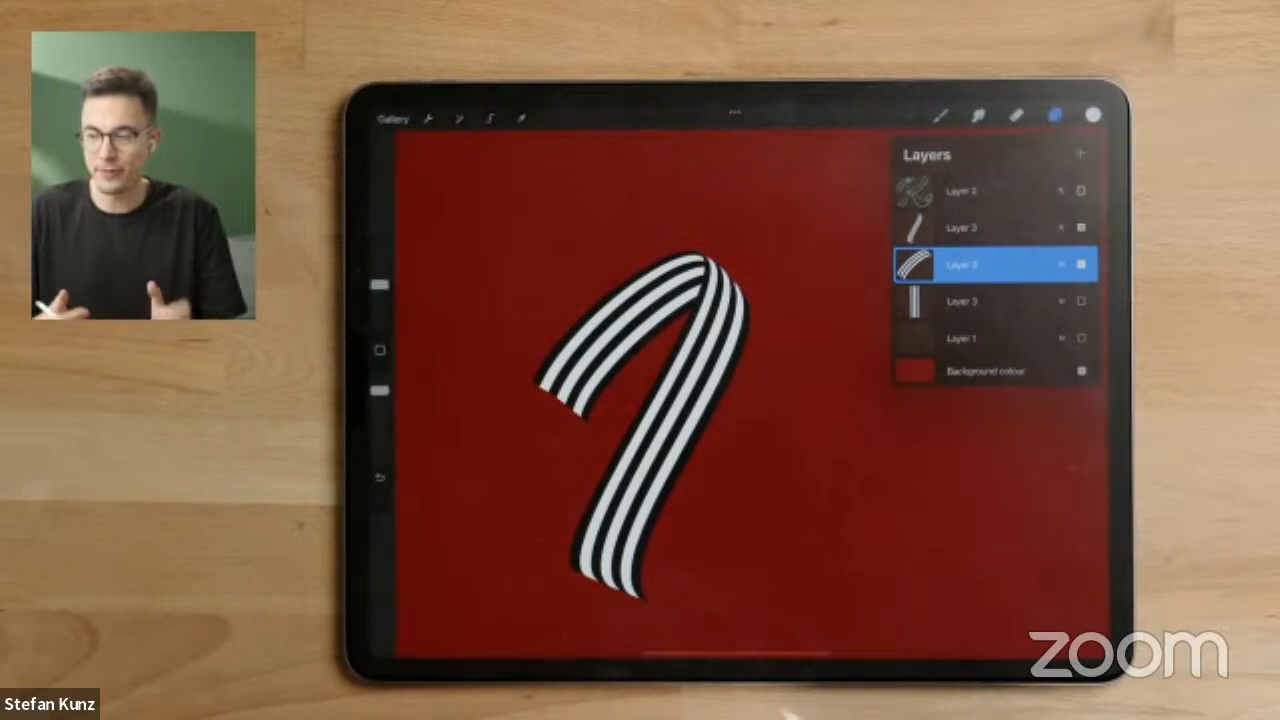 Gallery
Layers
Layer 2
Layer 3
Layer 3
Layer 3
Layer 1
Background colour
zoom
Stefan Kunz